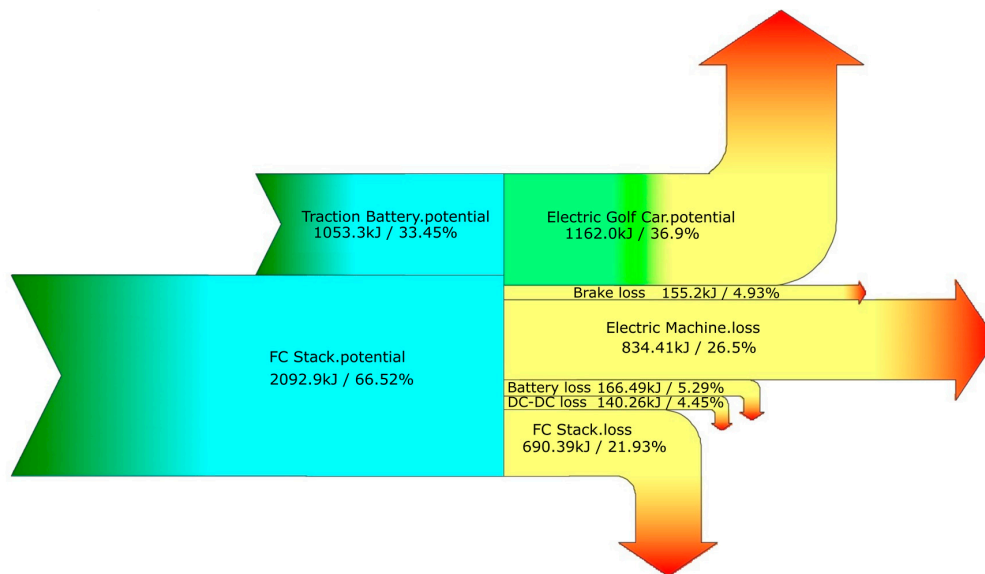 Traction Battery.potential
1053.3kJ / 33.45%
Electric Golf Car.potential
1162.0kJ / 36.9%
Brake loss 155.2kJ / 4.93%
Electric Machine.loss
834.41kJ / 26.5%
FC Stack.potential
2092.9kJ / 66.52%
Battery loss 166.49kJ / 5.29%
DC-DC loss 140.26kJ / 4.45%
FC Stack.loss
690.39kJ / 21.93%